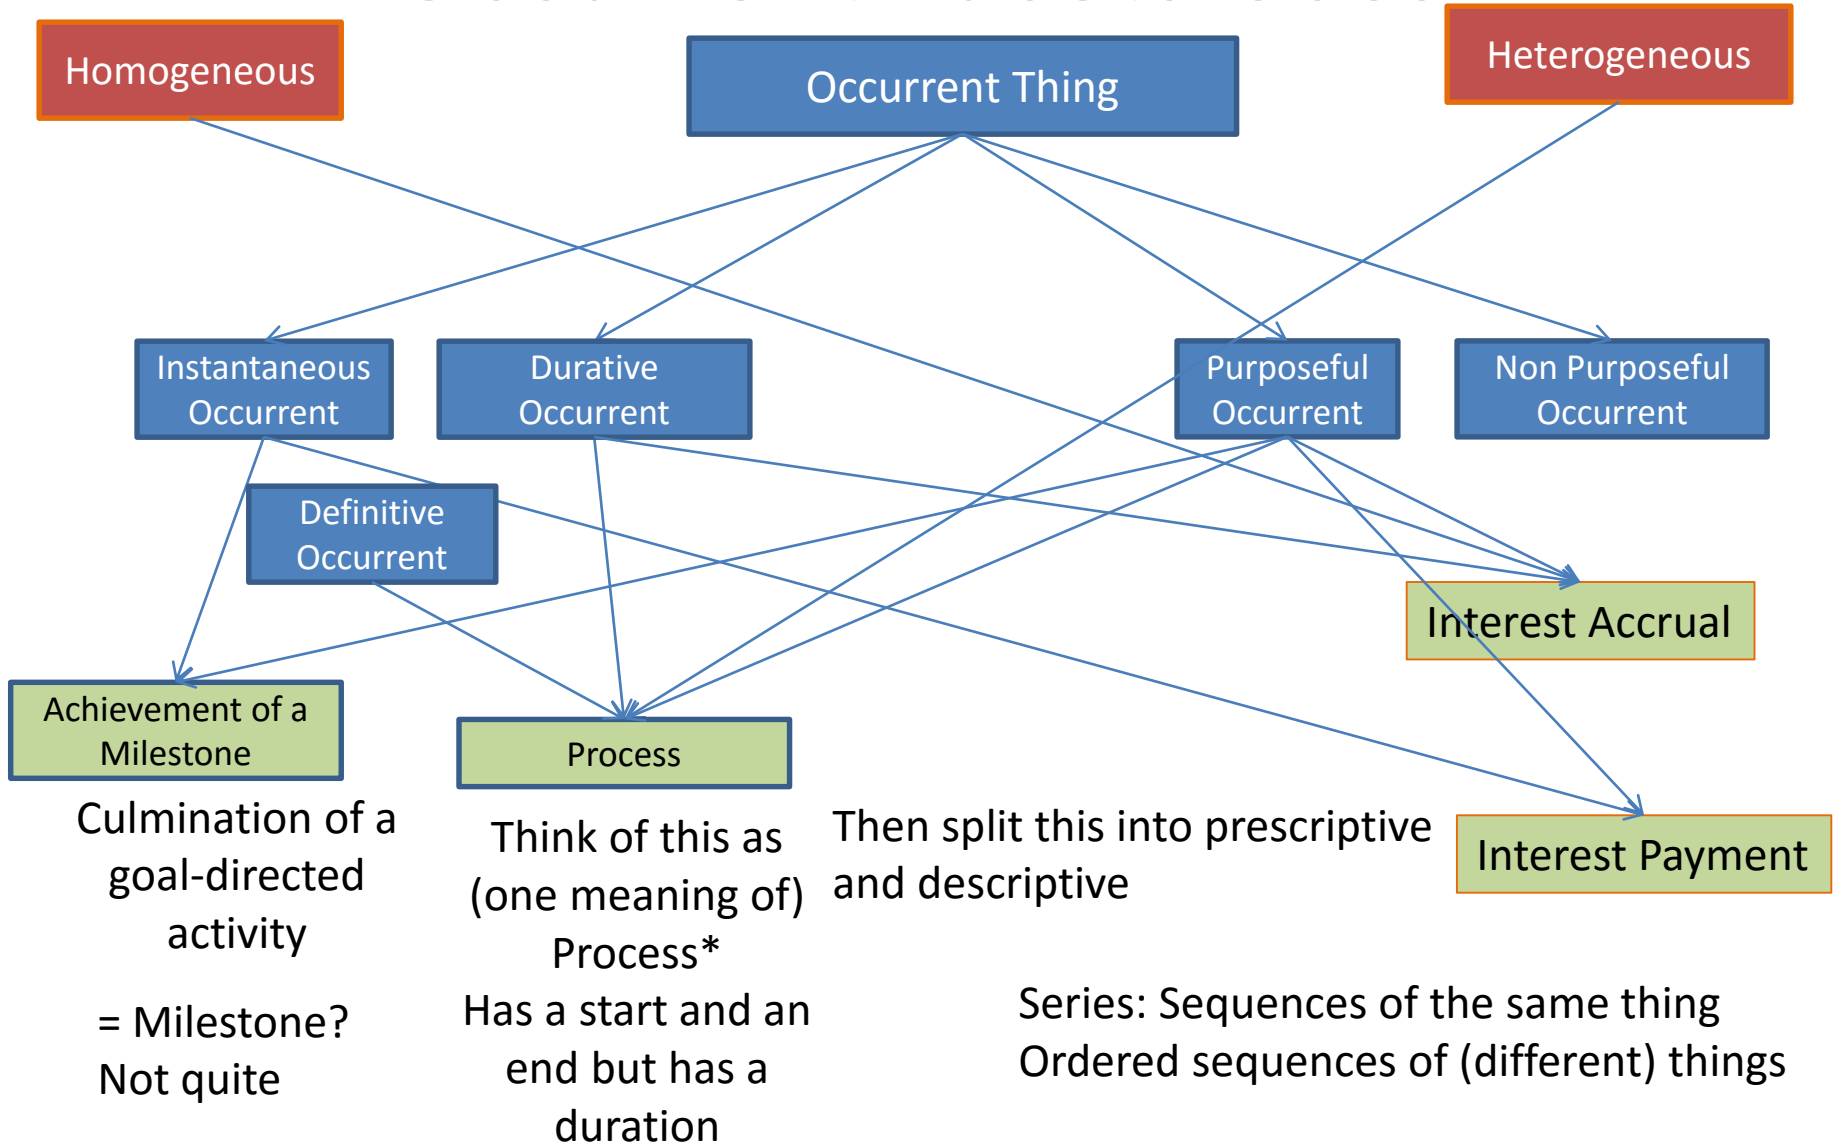 Homogeneous
Occurrent Thing
Heterogeneous
Instantaneous
Occurrent
Durative
Occurrent
Purposeful
Occurrent
Non Purposeful
Occurrent
Definitive
Occurrent
Interest Accrual
Achievement of a
Milestone
Process
Interest Payment
Culmination of a
goal-directed
activity
= Milestone?
Not quite
Think of this as
(one meaning of)
Process*
Has a start and an
end but has a
duration
Then split this into prescriptive
and descriptive
Series: Sequences of the same thing
Ordered sequences of (different) things